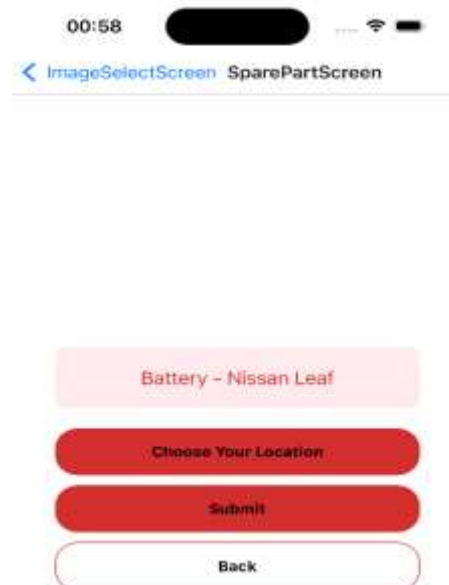 00:58
ImageSelectScreen SparePartScreen
Battery – Nissan Leaf
Choose Your Location
Submit
Back